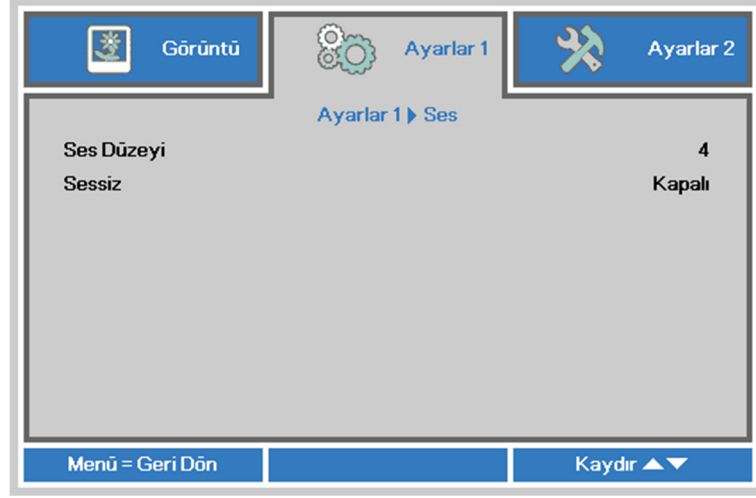 Görüntü
Ayarlar 1
Ayarlar 2
Ayarlar 1 ▶ Ses
Ses Düzeyi 4
Sessiz Kapalı
Menü = Geri Dön
Kaydır ▲▼